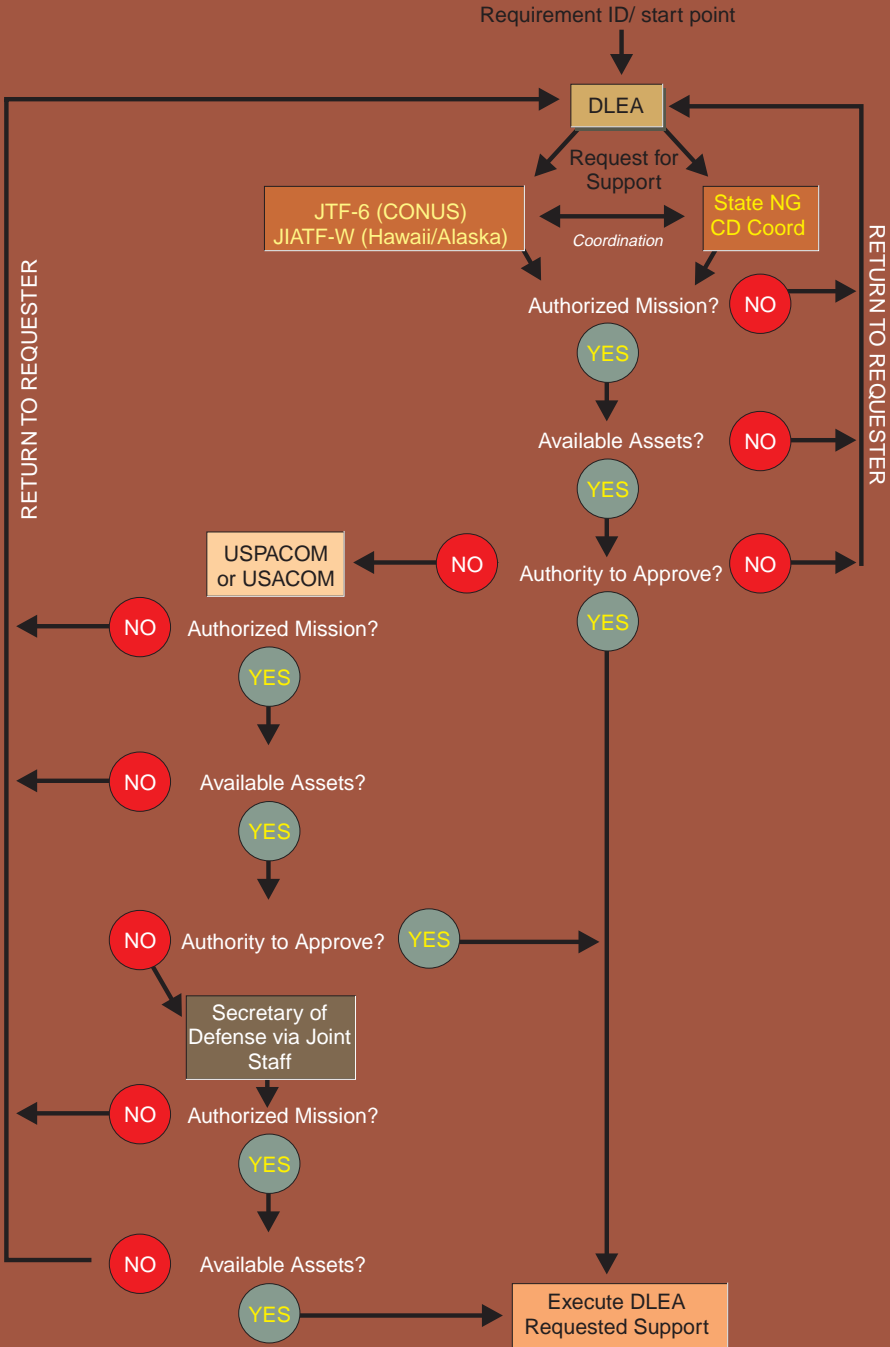 Requirement ID/ start point
DLEA
Request for
Support
JTF-6 (CONUS)
JIATF-W (Hawaii/Alaska)
Coordination
State NG
CD Coord
RETURN TO REQUESTER
RETURN TO REQUESTER
Authorized Mission?
NO
YES
Available Assets?
NO
YES
USPACOM
or USACOM
NO
Authority to Approve?
NO
YES
NO
Authorized Mission?
YES
NO
Available Assets?
YES
NO
Authority to Approve?
YES
Secretary of
Defense via Joint
Staff
NO
Authorized Mission?
YES
NO
Available Assets?
YES
Execute DLEA
Requested Support